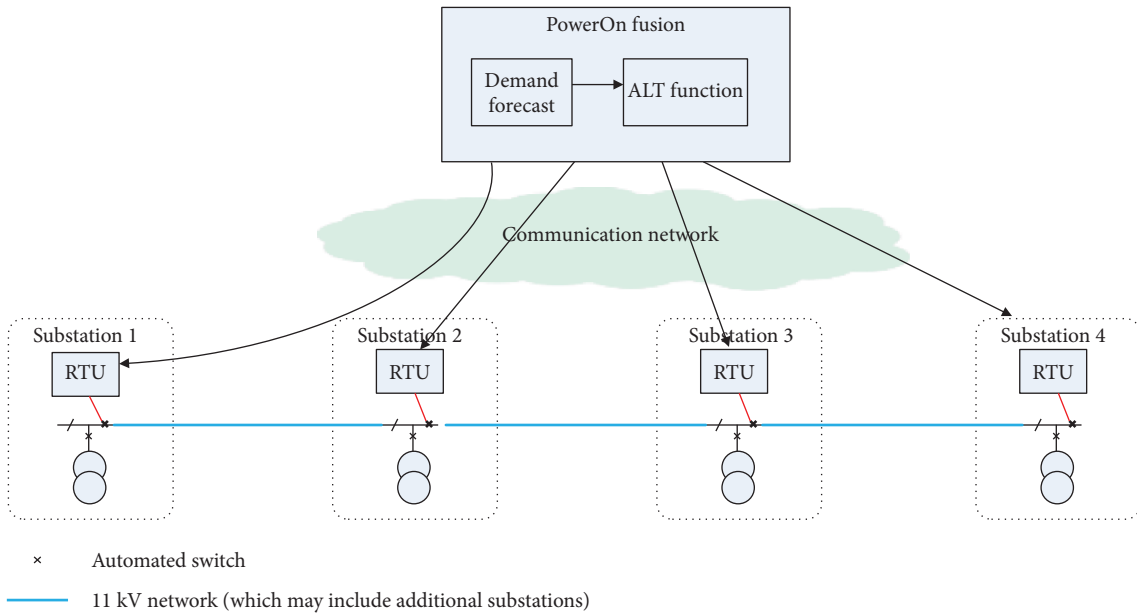 PowerOn fusion
Demand
forecast
ALT function
Communication network
Substation 1
Substation 2
Substation 3
Substation 4
RTU
RTU
RTU
RTU
Automated switch
11 kV network (which may include additional substations)